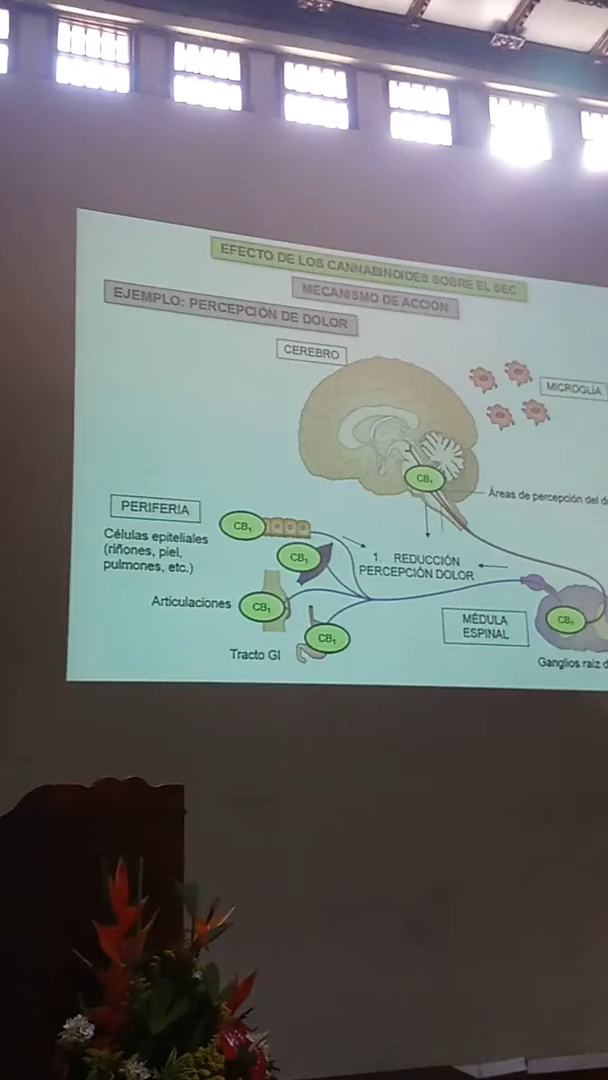 EFECTO DE LOS CANNABINOIDES SOBRE EL SEC
MECANISMO DE ACCIÓN
EJEMPLO: PERCEPCIÓN DE DOLOR
CEREBRO
MICROGLÍA
CB₁
Áreas de percepción del d
PERIFERIA
Células epiteliales
(riñones, piel,
pulmones, etc.)
CB₁
CB₁
1. REDUCCIÓN
PERCEPCIÓN DOLOR
Articulaciones
CB₁
MÉDULA
ESPINAL
CB₁
Tracto GI
CB₁
Ganglios raíz d